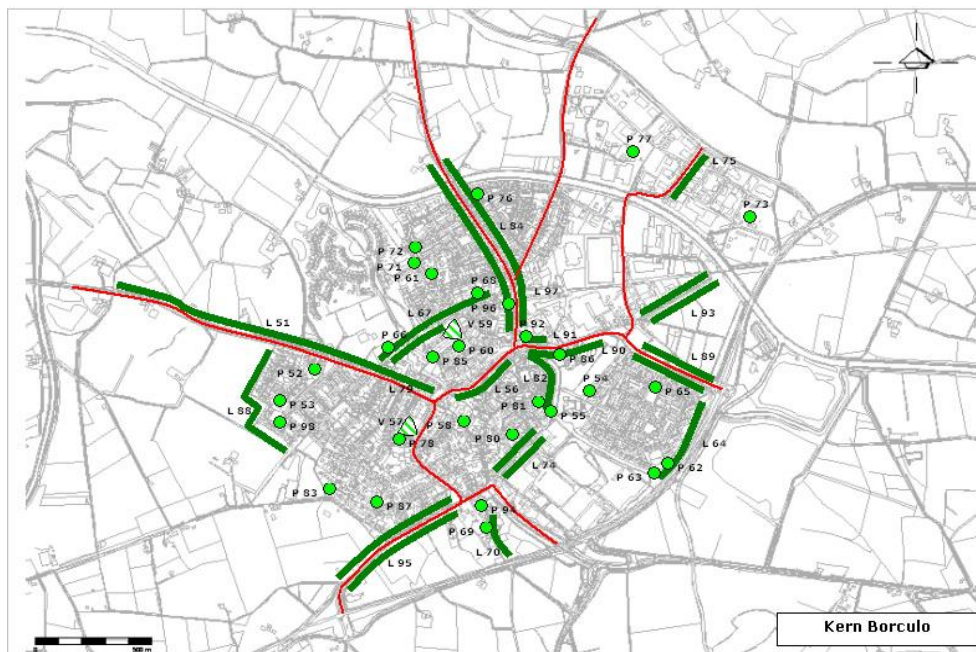 P 77
L 75
P 76
P 73
L 84
P 72
P 71
P 61
P 68
L 97
P 96
L 67
V 59
L 93
L 51
P 92
L 91
P 66
P 60
L 90
P 86
L 89
P 85
P 52
L 79
L 56
L 82
P 54
P 65
P 53
P 81
P 55
L 88
P 98
V 57
P 58
P 78
P 80
L 64
P 62
L 74
P 63
P 83
P 87
P 94
P 69
L 70
L 95
Kern Borculo
0
500 m